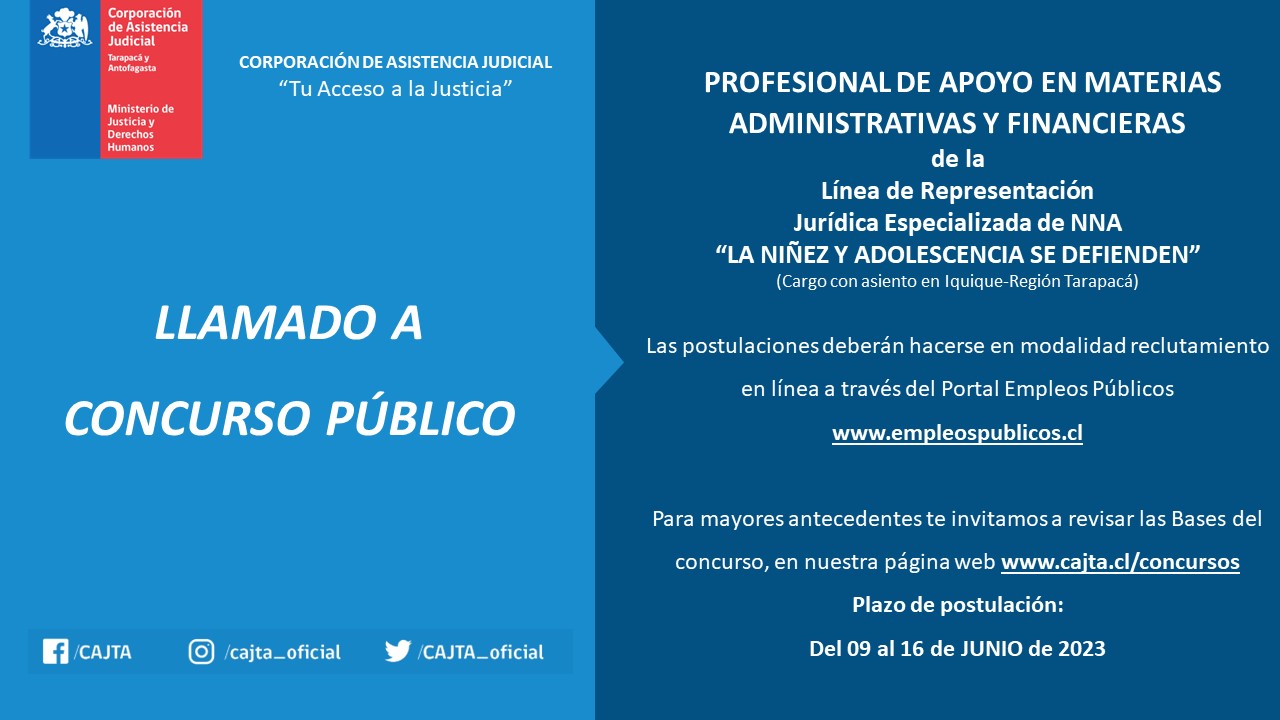 Corporación
de Asistencia
Judicial
Tarapacá y
Antofagasta
Ministerio de
Justicia y
Derechos
Humanos
CORPORACIÓN DE ASISTENCIA JUDICIAL
“Tu Acceso a la Justicia”
LLAMADO A
CONCURSO PÚBLICO
/CAJTA
/cajta_oficial
/CAJTA_oficial
PROFESIONAL DE APOYO EN MATERIAS
ADMINISTRATIVAS Y FINANCIERAS
de la
Línea de Representación
Jurídica Especializada de NNA
“LA NIÑEZ Y ADOLESCENCIA SE DEFIENDEN”
(Cargo con asiento en Iquique-Región Tarapacá)
Las postulaciones deberán hacerse en modalidad reclutamiento
en línea a través del Portal Empleos Públicos
www.empleospublicos.cl
Para mayores antecedentes te invitamos a revisar las Bases del
concurso, en nuestra página web www.cajta.cl/concursos
Plazo de postulación:
Del 09 al 16 de JUNIO de 2023